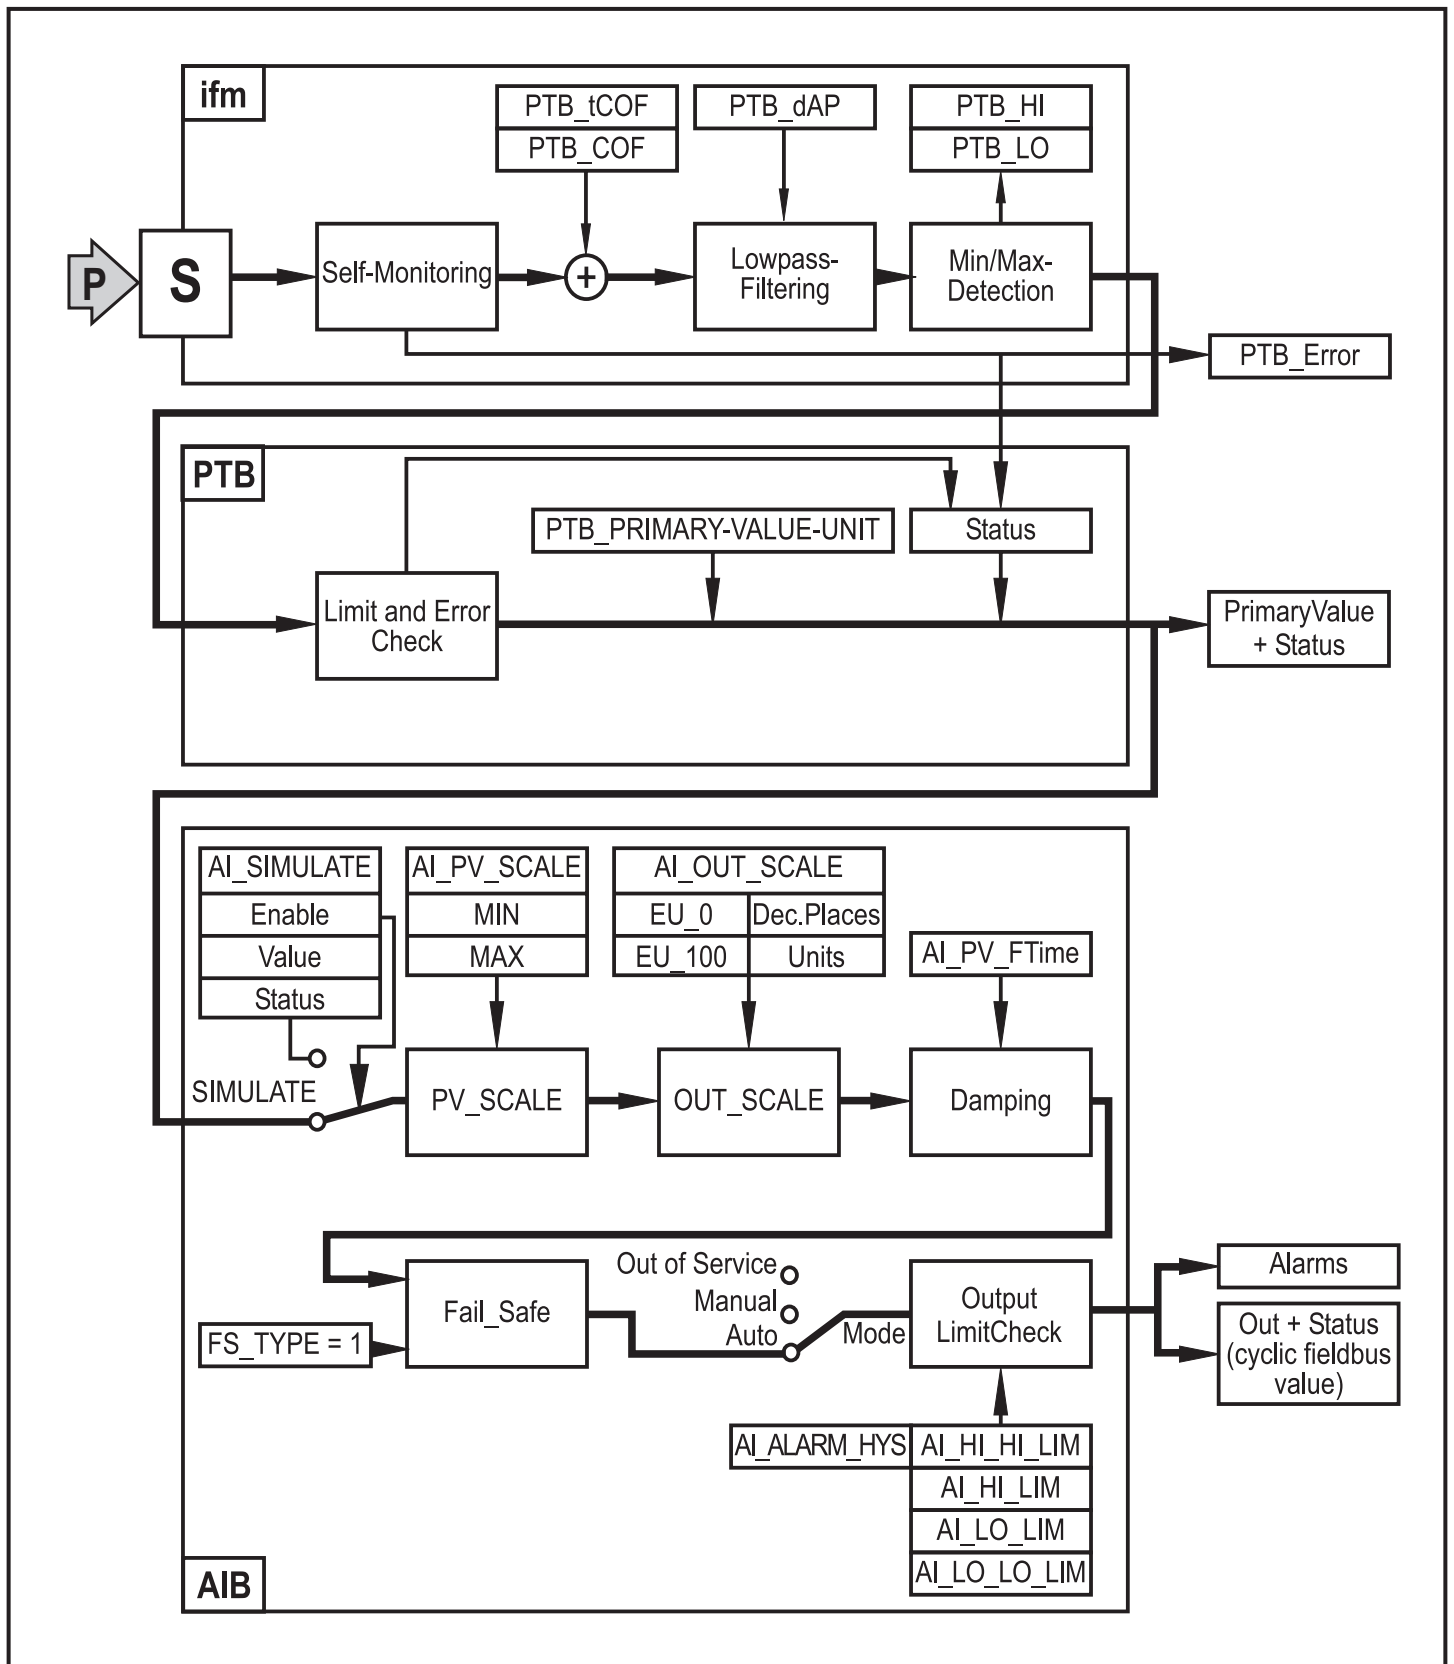 ifm
PTB_tCOF
PTB_COF
PTB_dAP
PTB_HI
PTB_LO
P
S
Self-Monitoring
+
Lowpass-
Filtering
Min/Max-
Detection
PTB_Error
PTB
PTB_PRIMARY-VALUE-UNIT
Status
Limit and Error
Check
PrimaryValue
+ Status
AI_SIMULATE
Enable
Value
Status
AI_PV_SCALE
MIN
MAX
AI_OUT_SCALE
EU_0
Dec.Places
EU_100
Units
AI_PV_FTime
SIMULATE
PV_SCALE
OUT_SCALE
Damping
Out of Service
Manual
Auto
Mode
Fail_Safe
FS_TYPE = 1
Output
LimitCheck
Alarms
Out + Status
(cyclic fieldbus
value)
AI_ALARM_HYS
AI_HI_HI_LIM
AI_HI_LIM
AI_LO_LIM
AI_LO_LO_LIM
AIB